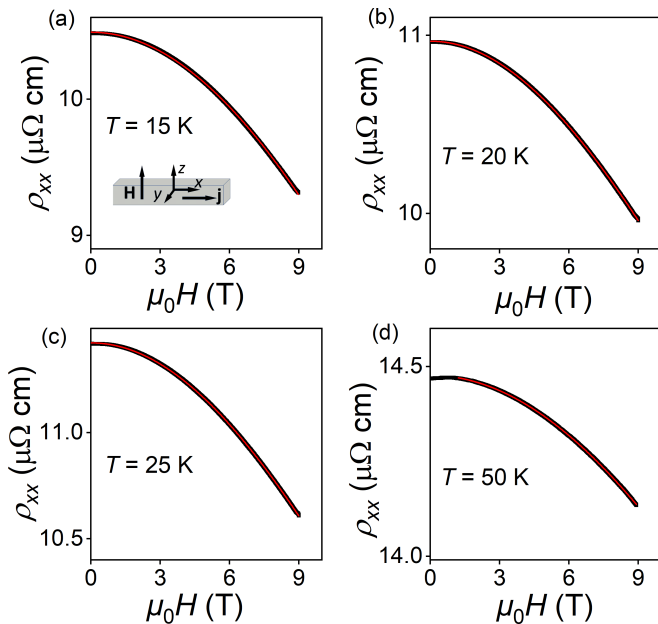 (a)
10
9
ρxx (μΩ cm)
T = 15 K
H
z
x
y
j
0 3 6 9
μ0H (T)
(b)
11
10
ρxx (μΩ cm)
T = 20 K
0 3 6 9
μ0H (T)
(c)
11.0
10.5
ρxx (μΩ cm)
T = 25 K
0 3 6 9
μ0H (T)
(d)
14.5
14.0
ρxx (μΩ cm)
T = 50 K
0 3 6 9
μ0H (T)